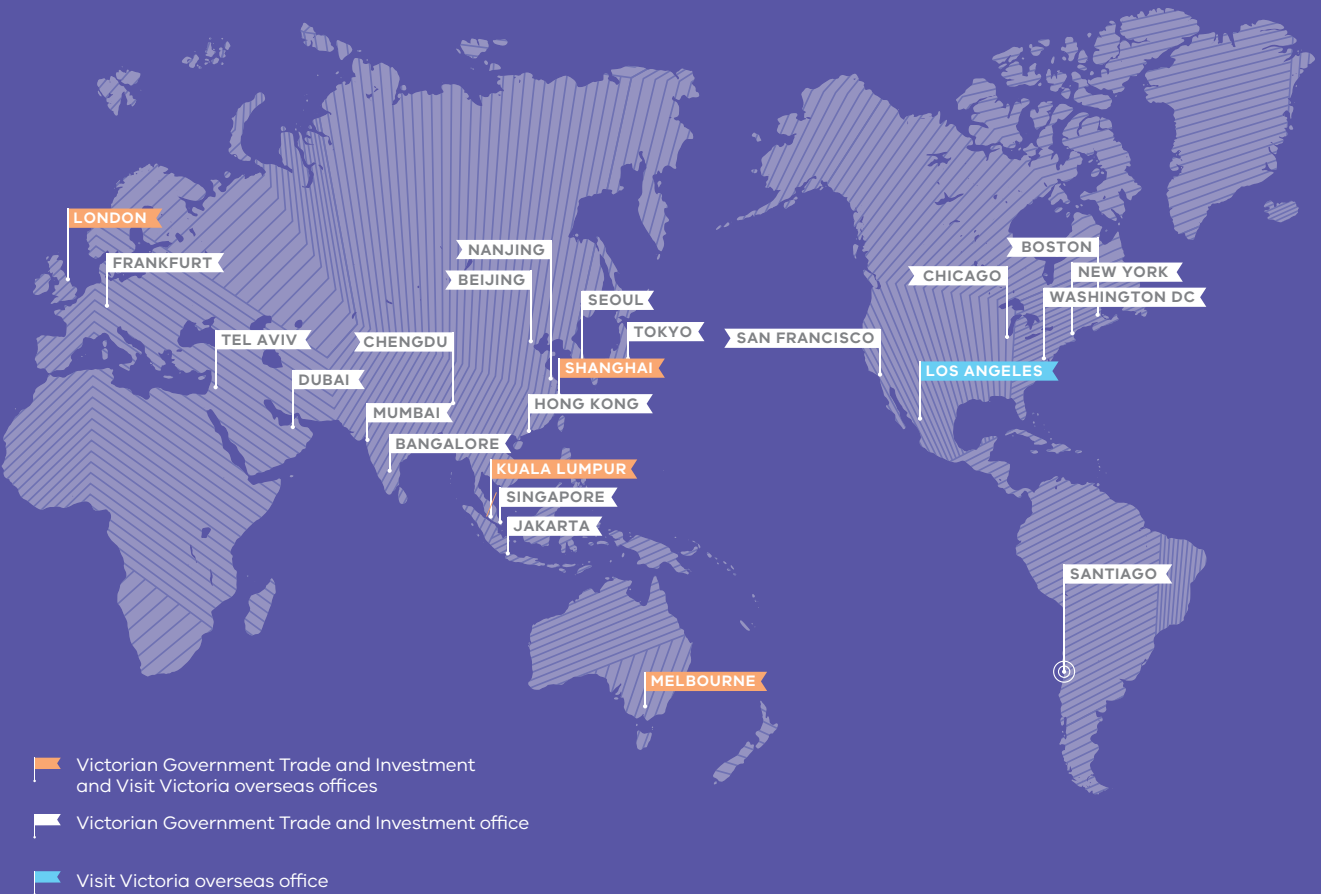 LONDON
FRANKFURT
NANJING
BEIJING
SEOUL
TOKYO
TEL AVIV
CHENGDU
DUBAI
SHANGHAI
MUMBAI
HONG KONG
BANGALORE
KUALA LUMPUR
SINGAPORE
JAKARTA
MELBOURNE
BOSTON
CHICAGO
NEW YORK
WASHINGTON DC
SAN FRANCISCO
LOS ANGELES
SANTIAGO
Victorian Government Trade and Investment
and Visit Victoria overseas offices
Victorian Government Trade and Investment office
Visit Victoria overseas office